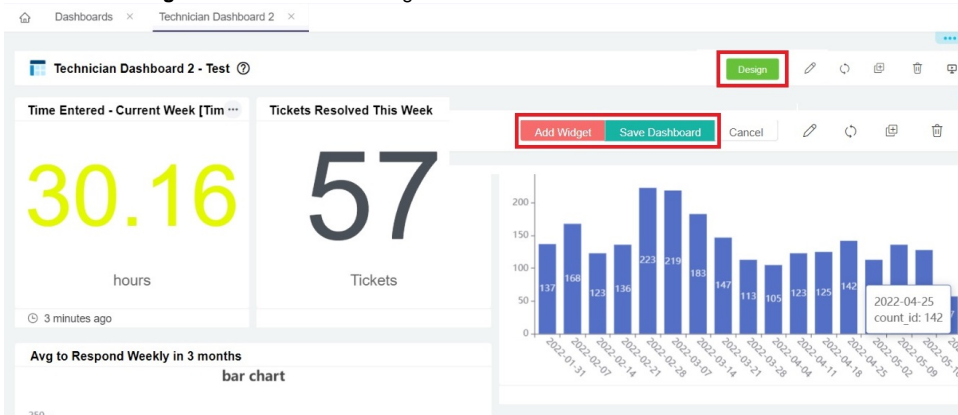 Dashboards × Technician Dashboard 2 ×
Technician Dashboard 2 - Test
Design
Time Entered - Current Week [Tim ···
Tickets Resolved This Week
Add Widget Save Dashboard Cancel
30.16
hours
3 minutes ago
57
Tickets
200
150
100
50
0
137 168 123 136 223 219 183 147 113 105 123 125 142
2022-04-25
count_id: 142
2022-01-31 2022-02-07 2022-02-14 2022-02-21 2022-02-28 2022-03-07 2022-03-14 2022-03-21 2022-03-28 2022-04-04 2022-04-11 2022-04-18 2022-04-25 2022-05-02 2022-05-09
Avg to Respond Weekly in 3 months
bar chart